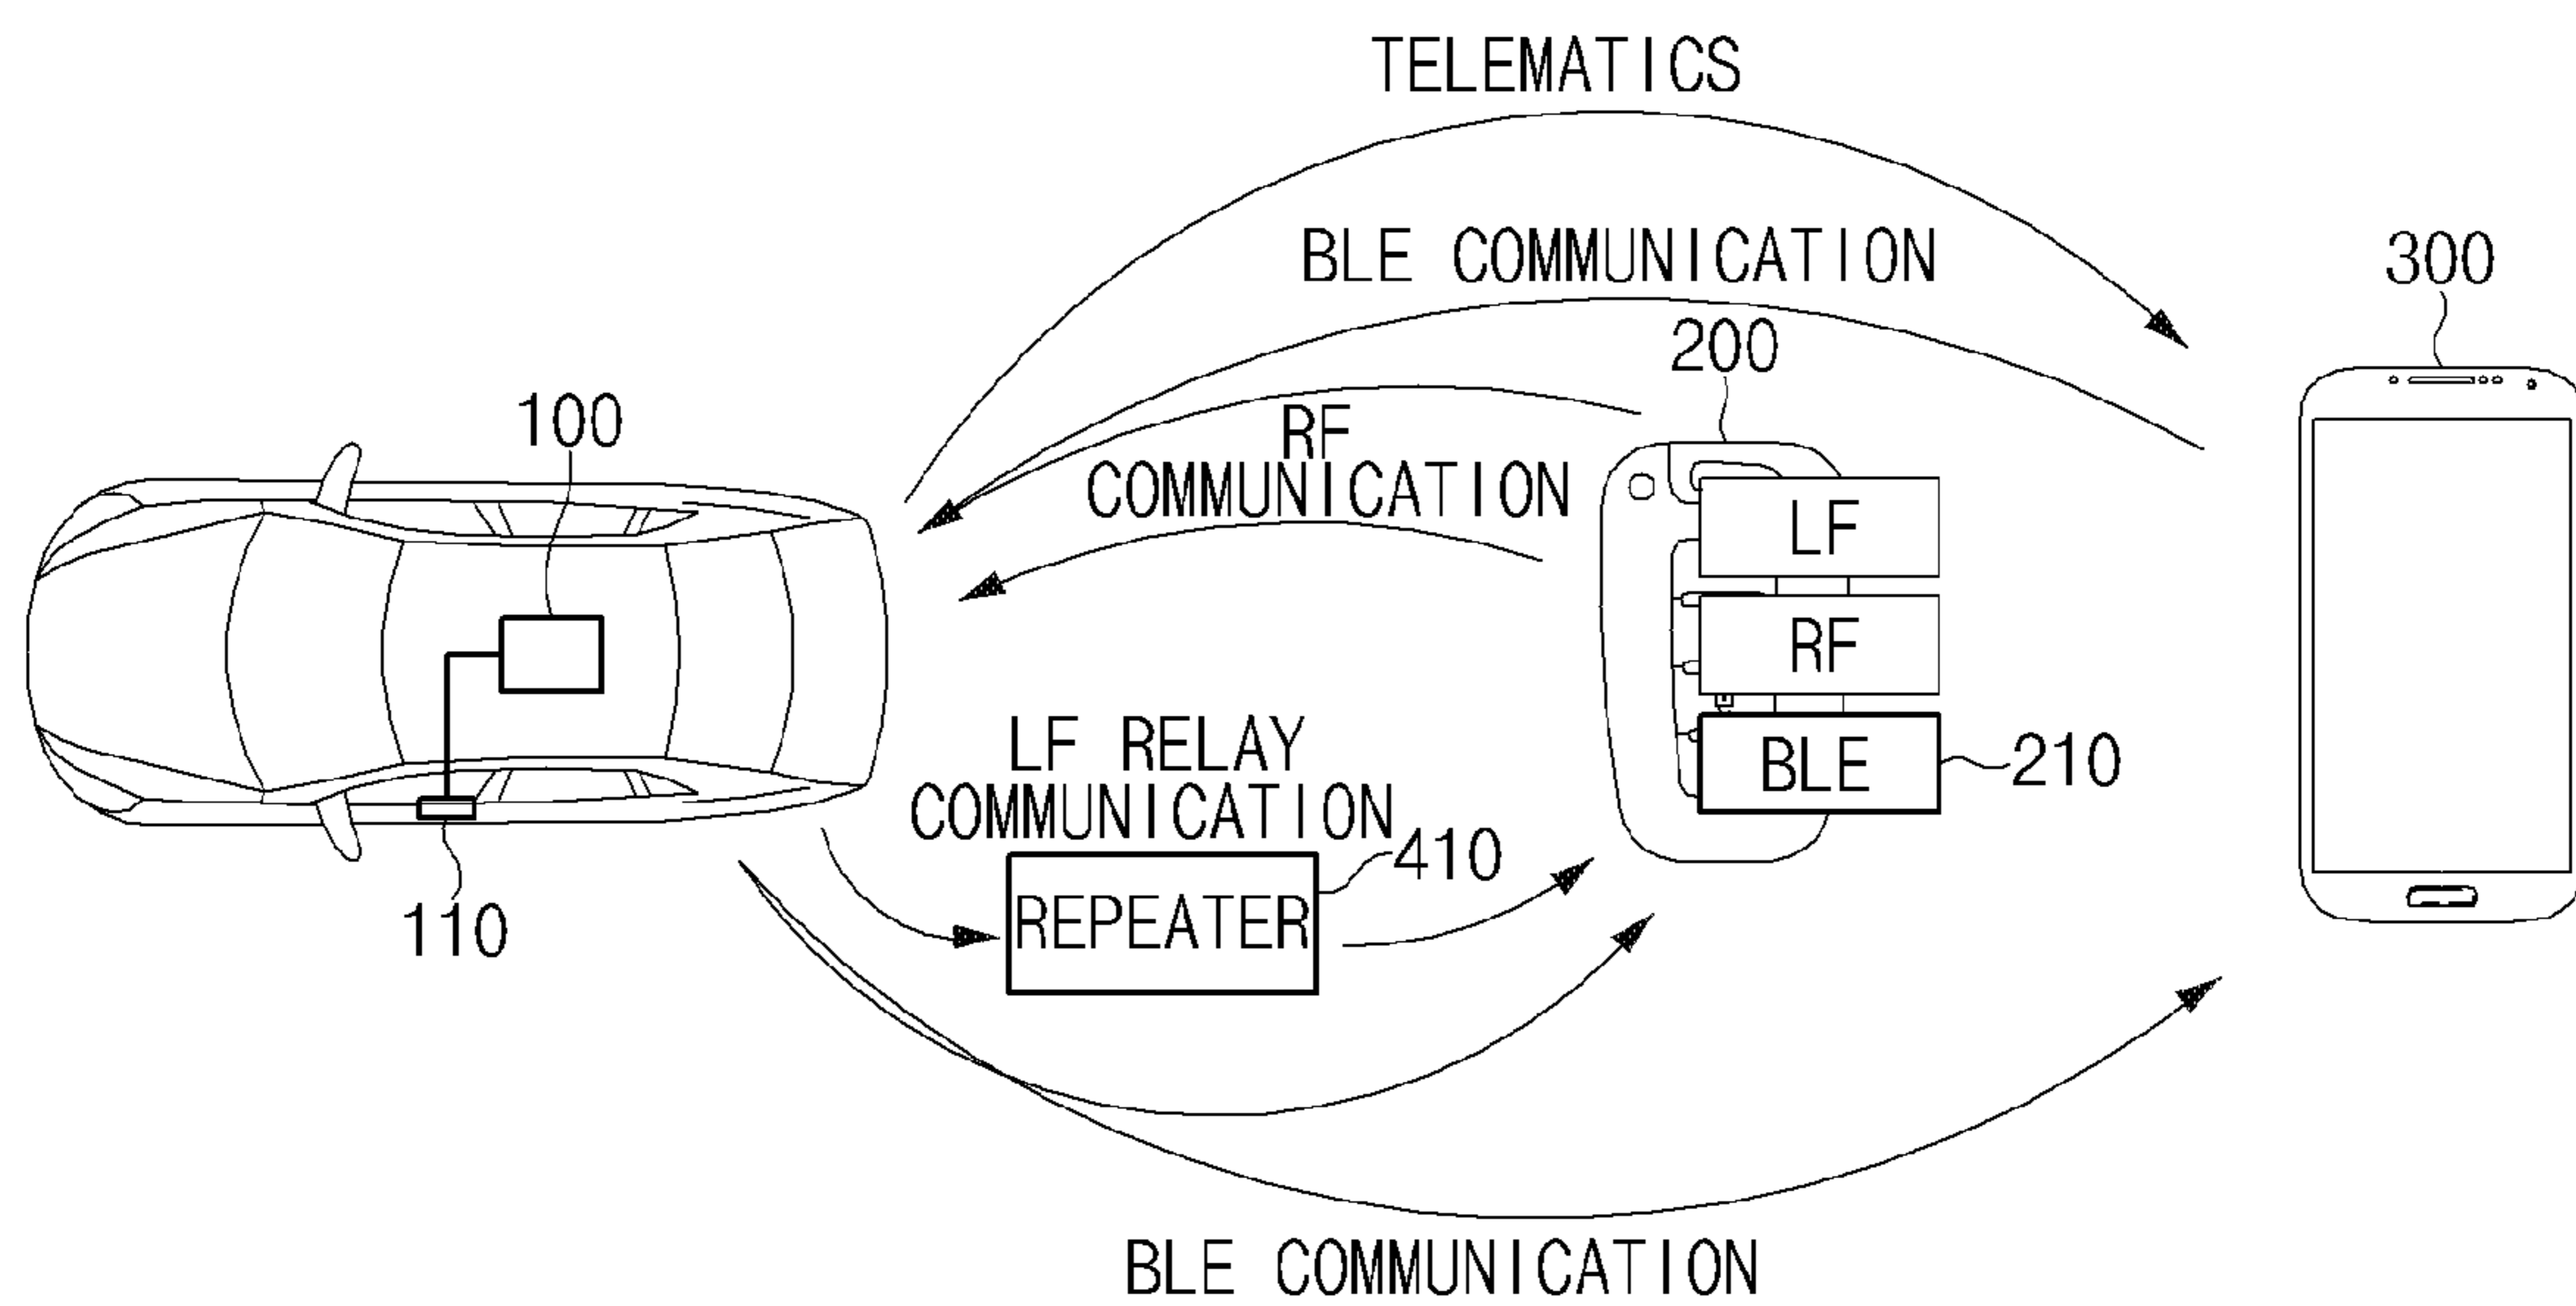 TELEMATICS
BLE COMMUNICATION
300
200
100
RF
COMMUNICATION
LF
RF
LF RELAY
COMMUNICATION
BLE
210
410
REPEATER
110
BLE COMMUNICATION